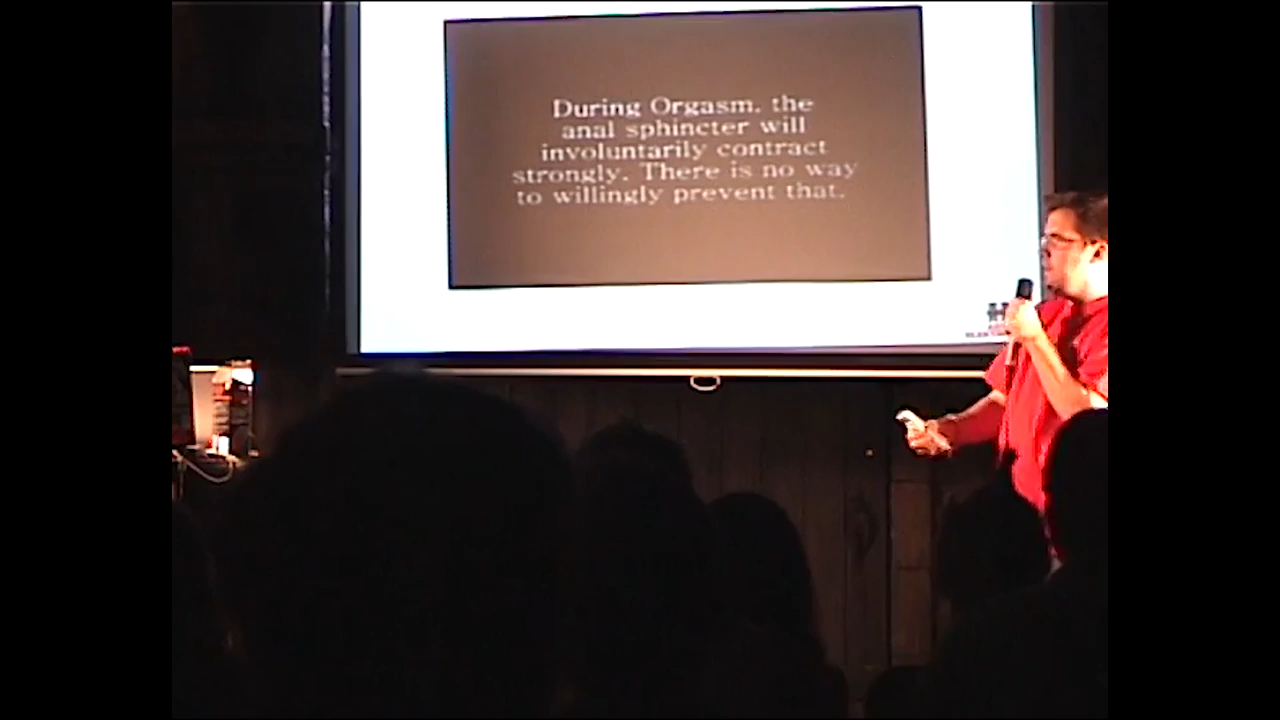 During Orgasm, the
anal sphincter will
involuntarily contract
strongly. There is no way
to willingly prevent that.